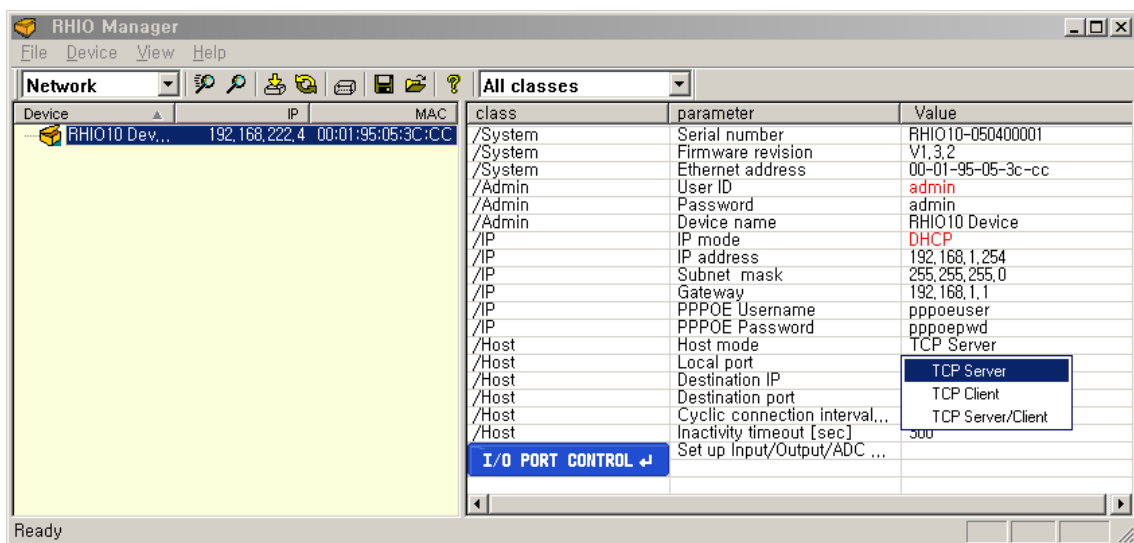 RHIO Manager
File Device View Help
Network All classes
Device IP MAC class parameter Value
RHIO10 Dev... 192,168,222,4 00:01:95:05:3C:CC /System Serial number RHIO10-050400001
/System Firmware revision V1,3,2
/System Ethernet address 00-01-95-05-3c-cc
/Admin User ID admin
/Admin Password admin
/Admin Device name RHIO10 Device
/IP IP mode DHCP
/IP IP address 192,168,1,254
/IP Subnet mask 255,255,255,0
/IP Gateway 192,168,1,1
/IP PPPOE Username pppoeuser
/IP PPPOE Password pppoepwd
/Host Host mode TCP Server
/Host Local port
TCP Server
/Host Destination IP
/Host Destination port
TCP Client
/Host Cyclic connection interval,,,
TCP Server/Client
/Host Inactivity timeout [sec] 300
I/O PORT CONTROL ↵ Set up Input/Output/ADC ,,,
Ready